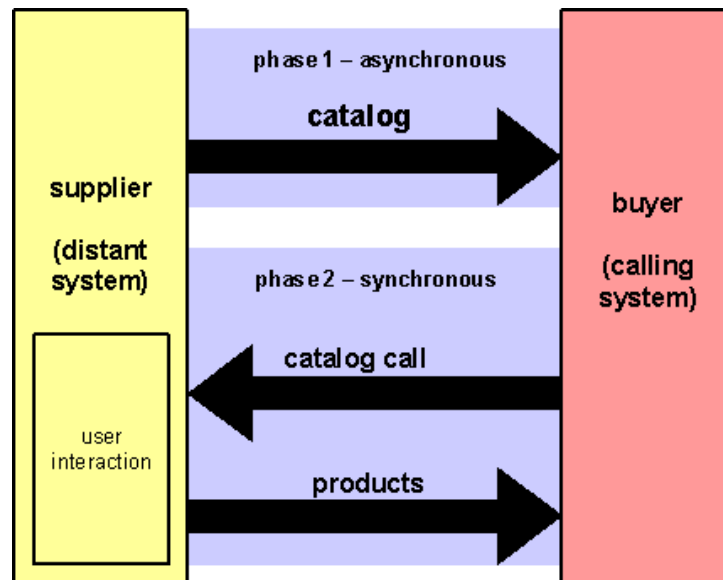 phase 1 – asynchronous
catalog
supplier
(distant
system)
buyer
(calling
system)
phase 2 – synchronous
catalog call
user
interaction
products